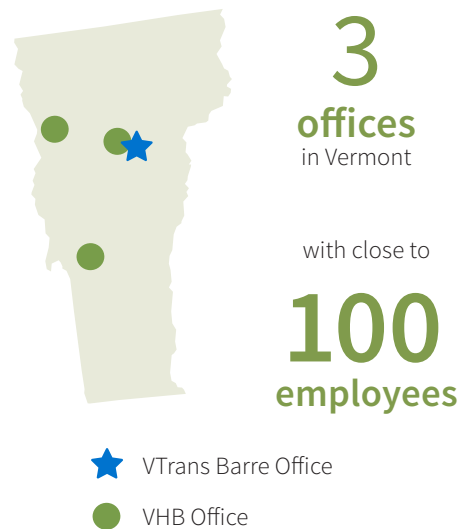 3
offices
in Vermont
with close to
100
employees
VTrans Barre Office
VHB Office